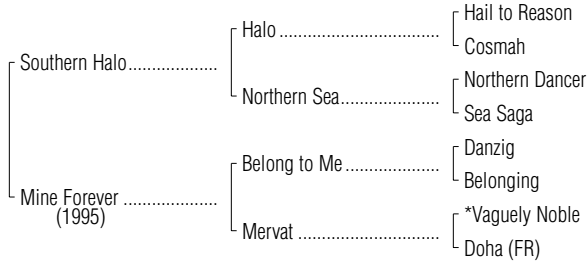 Hail to Reason
Halo ........................................
Cosmah
Southern Halo......................
Northern Dancer
Northern Sea........................
Sea Saga
Danzig
Belong to Me .......................
Belonging
Mine Forever .......................
(1995)
*Vaguely Noble
Mervat ...................................
Doha (FR)